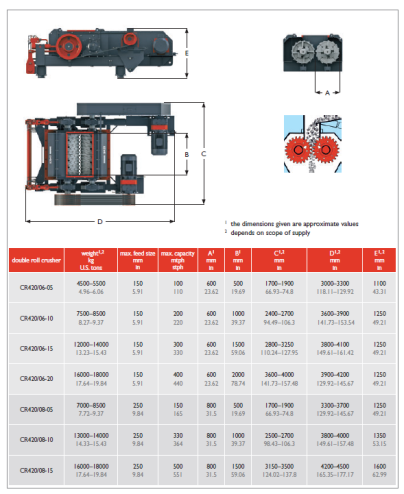 E
A
B
C
D
1 the dimensions given are approximate values
2 depends on scope of supply
double roll crusher weight1,2 kg U.S. tons max. feed size mm in max. capacity mtph stph A1 mm in B1 mm in C1,2 mm in D1,2 mm in E1,2 mm in
CR420/06-05 4500–5500 150 100 600 500 1700–1900 3000–3300 1100
4.96–6.06 5.91 110 23.62 19.69 66.93–74.8 118.11–129.92 43.31
CR420/06-10 7500–8500 150 200 600 1000 2400–2700 3600–3900 1250
8.27–9.37 5.91 220 23.62 39.37 94.49–106.3 141.73–153.54 49.21
CR420/06-15 12000–14000 150 300 600 1500 2800–3250 3800–4100 1250
13.23–15.43 5.91 330 23.62 59.06 110.24–127.95 149.61–161.42 49.21
CR420/06-20 16000–18000 150 400 600 2000 3600–4000 3900–4200 1250
17.64–19.84 5.91 440 23.62 78.74 141.73–157.48 129.92–145.67 49.21
CR420/08-05 7000–8500 250 150 800 500 1700–1900 3300–3700 1250
7.72–9.37 9.84 165 31.5 19.69 66.93–74.8 129.92–145.67 49.21
CR420/08-10 13000–14000 250 330 800 1000 2500–2700 3800–4000 1350
14.33–15.43 9.84 364 31.5 39.37 98.43–106.3 149.61–157.48 53.15
CR420/08-15 16000–18000 250 500 800 1500 3150–3500 4200–4500 1600
17.64–19.84 9.84 551 31.5 59.06 124.02–137.8 165.35–177.17 62.99